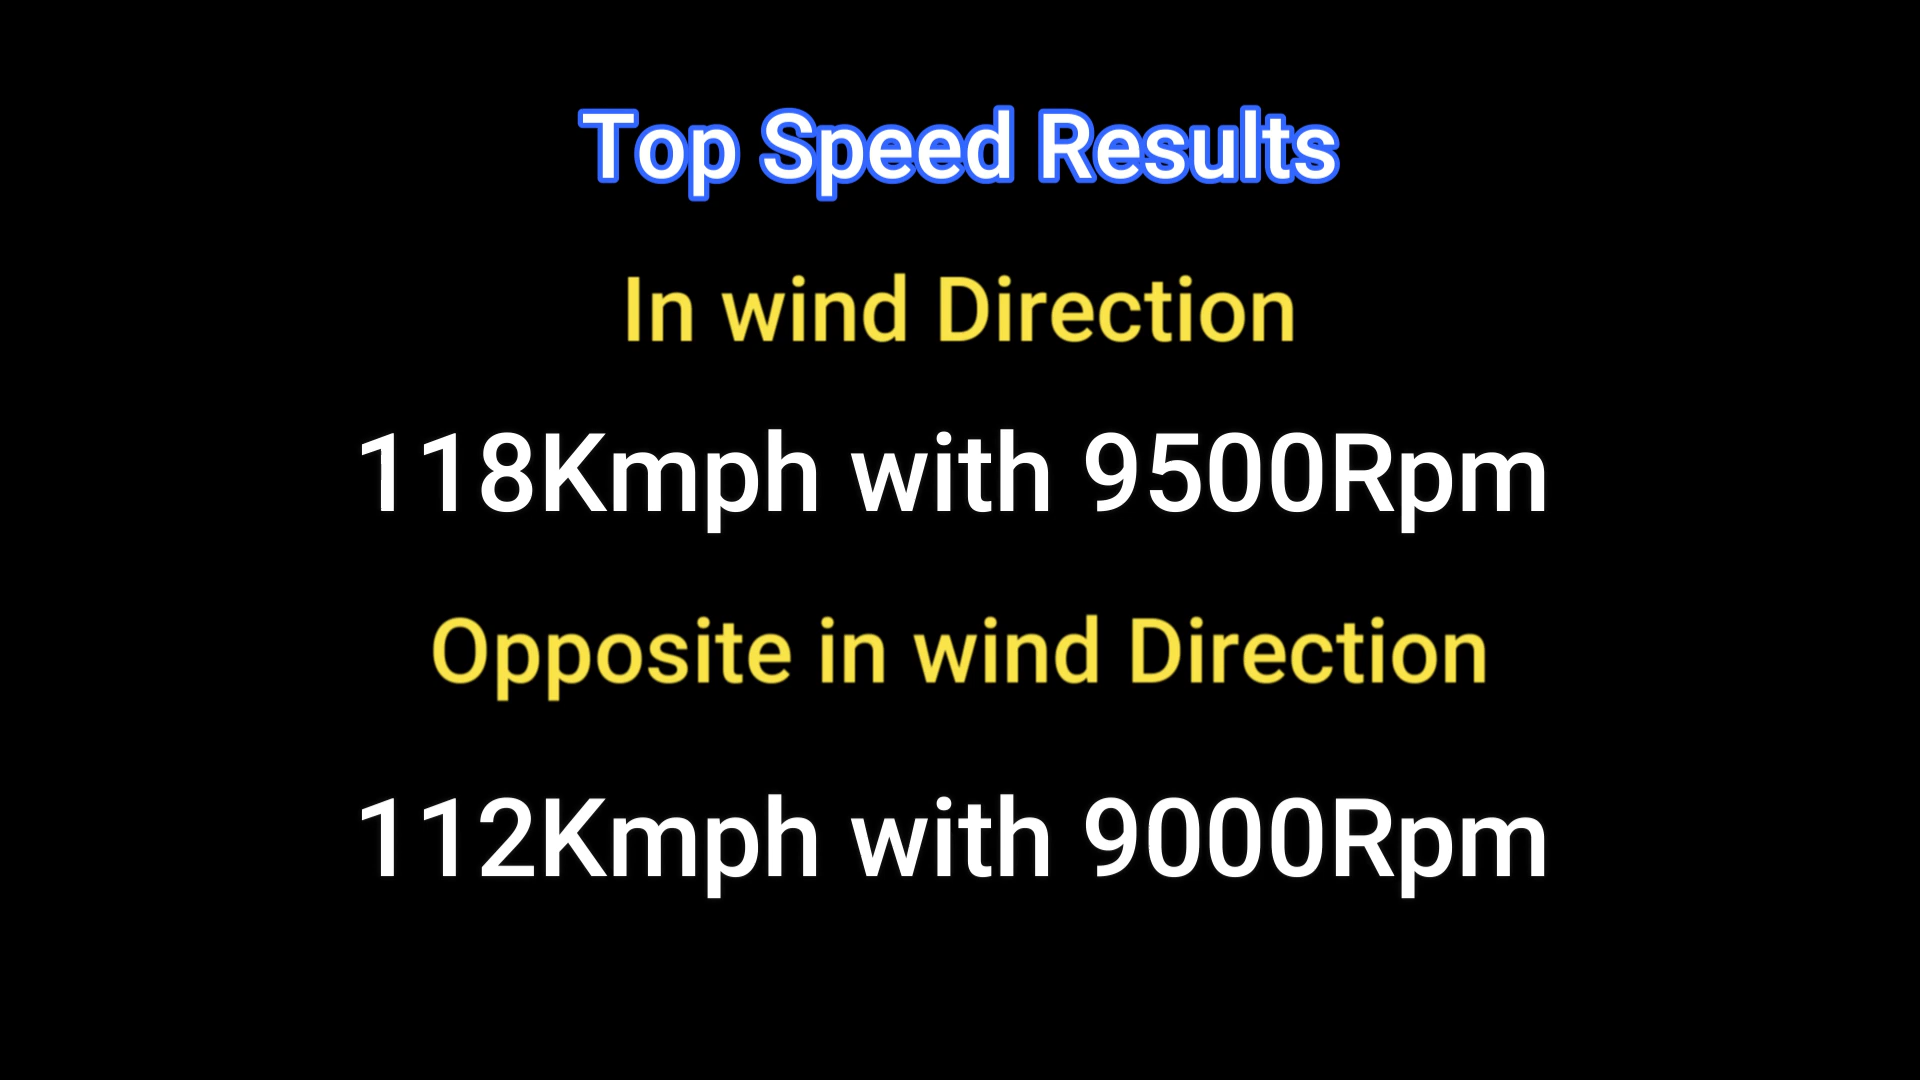 Top Speed Results
In wind Direction
118Kmph with 9500Rpm
Opposite in wind Direction
112Kmph with 9000Rpm